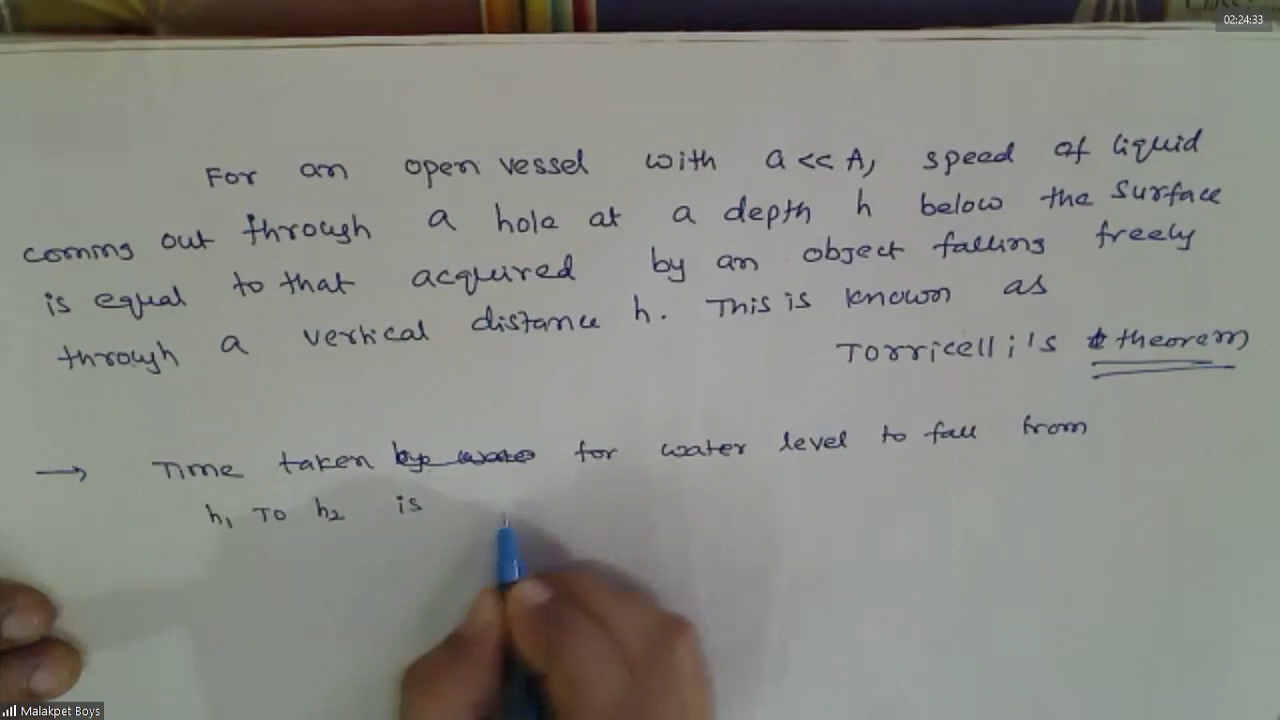 02:24:33
For an open vessel with a << A, speed of liquid
coming out through a hole at a depth h below the surface
is equal to that acquired by an object falling freely
through a vertical distance h. This is known as
Torricelli's theorem
→ Time taken for water level to fall from
h₁ To h₂ is
Malakpet Boys